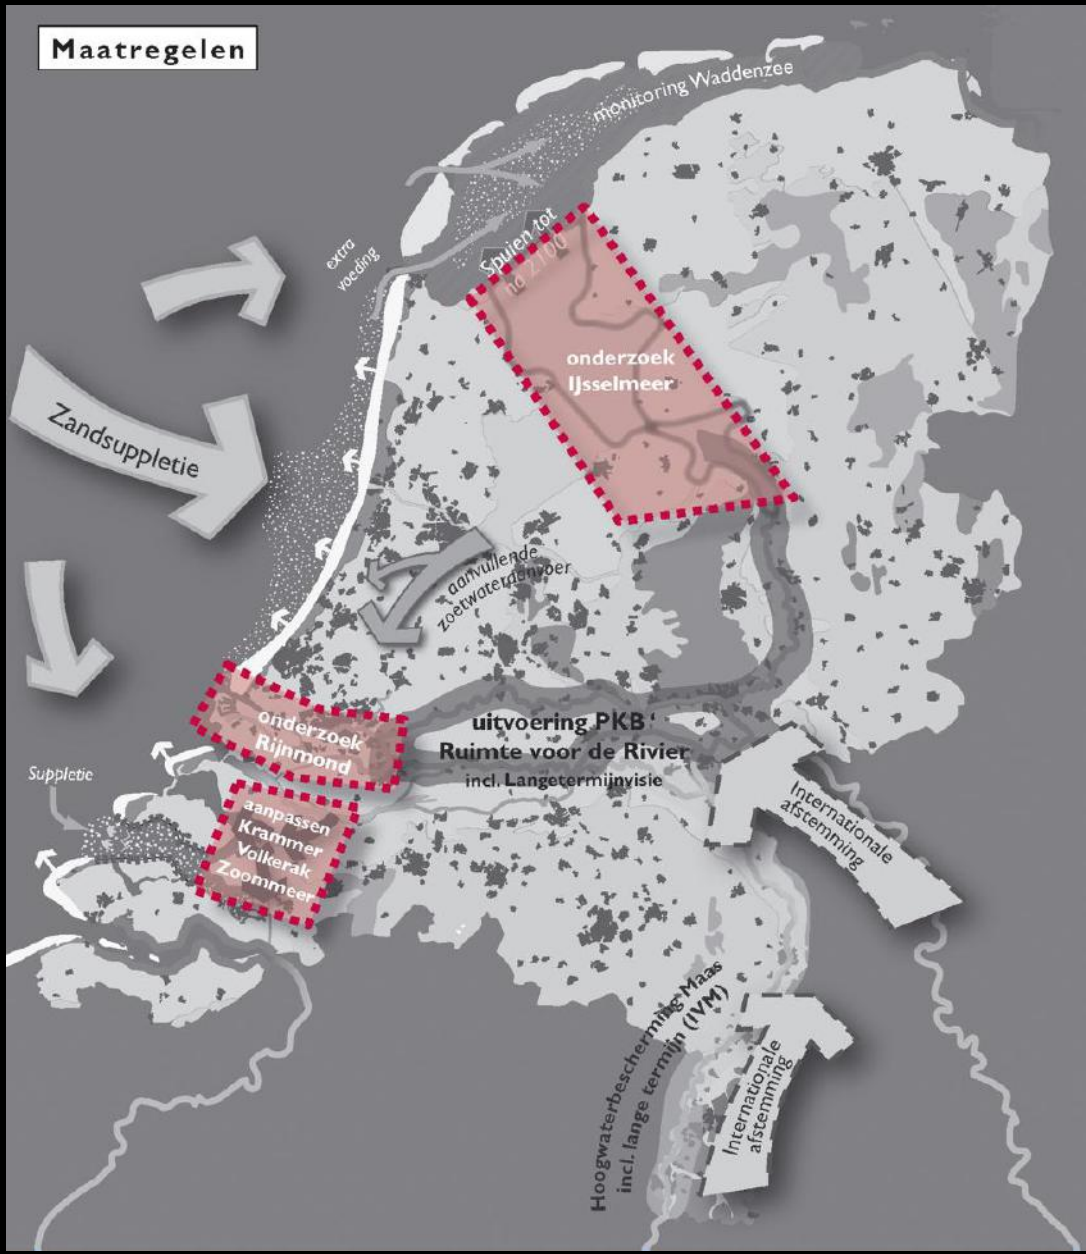 Maatregelen
monitoring Waddenzee
Spuien tot
na 2100
extra
voeding
onderzoek
IJsselmeer
Zandsuppletie
aanvullende
zoetwateraanvoer
onderzoek
Rijnmond
uitvoering PKB '
Ruimte voor de Rivier
incl. Langetermijnvisie
Suppletie
aanpassen
Krammer
Volkerak
Zoommeer
Internationale
afstemming
Hoogwaterbescherming Maas
incl. lange termijn (IVM)
Internationale
afstemming